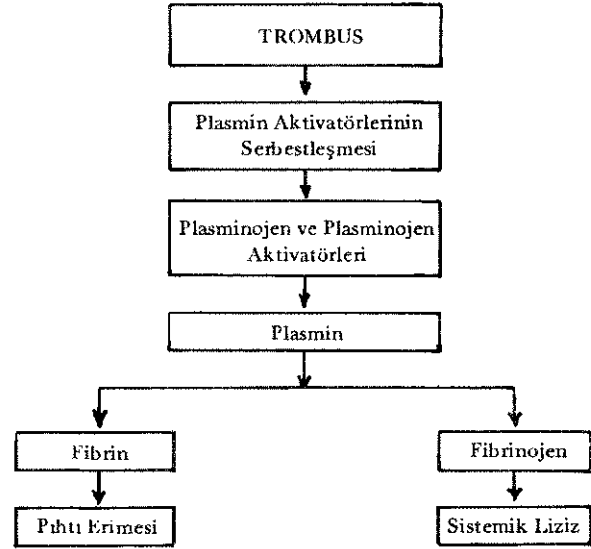 TROMBUS
Plasmin Aktivatörlerinin
Serbestleşmesi
Plasminojen ve Plasminojen
Aktivatörleri
Plasmin
Fibrin
Fibrinojen
Pıhtı Erimesi
Sistemik Liziz